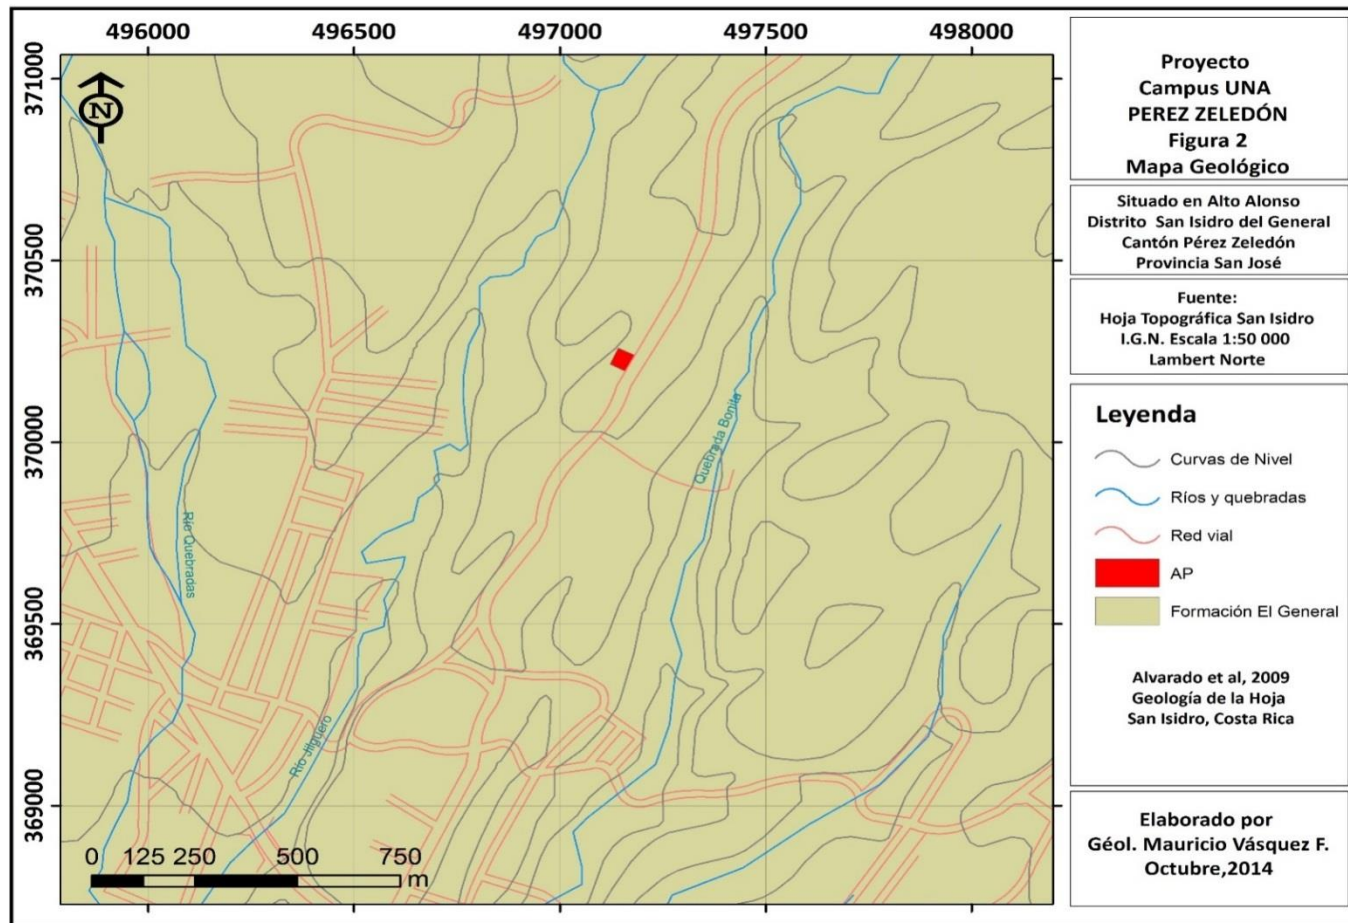 496000 496500 497000 497500 498000
371000
370500
370000
369500
369000
N
Río Quebradas
Río Jilguero
Quebrada Bonita
0 125 250 500 750
m
Proyecto
Campus UNA
PEREZ ZELEDÓN
Figura 2
Mapa Geológico
Situado en Alto Alonso
Distrito San Isidro del General
Cantón Pérez Zeledón
Provincia San José
Fuente:
Hoja Topográfica San Isidro
I.G.N. Escala 1:50 000
Lambert Norte
Leyenda
Curvas de Nivel
Ríos y quebradas
Red vial
AP
Formación El General
Alvarado et al, 2009
Geología de la Hoja
San Isidro, Costa Rica
Elaborado por
Géol. Mauricio Vásquez F.
Octubre,2014